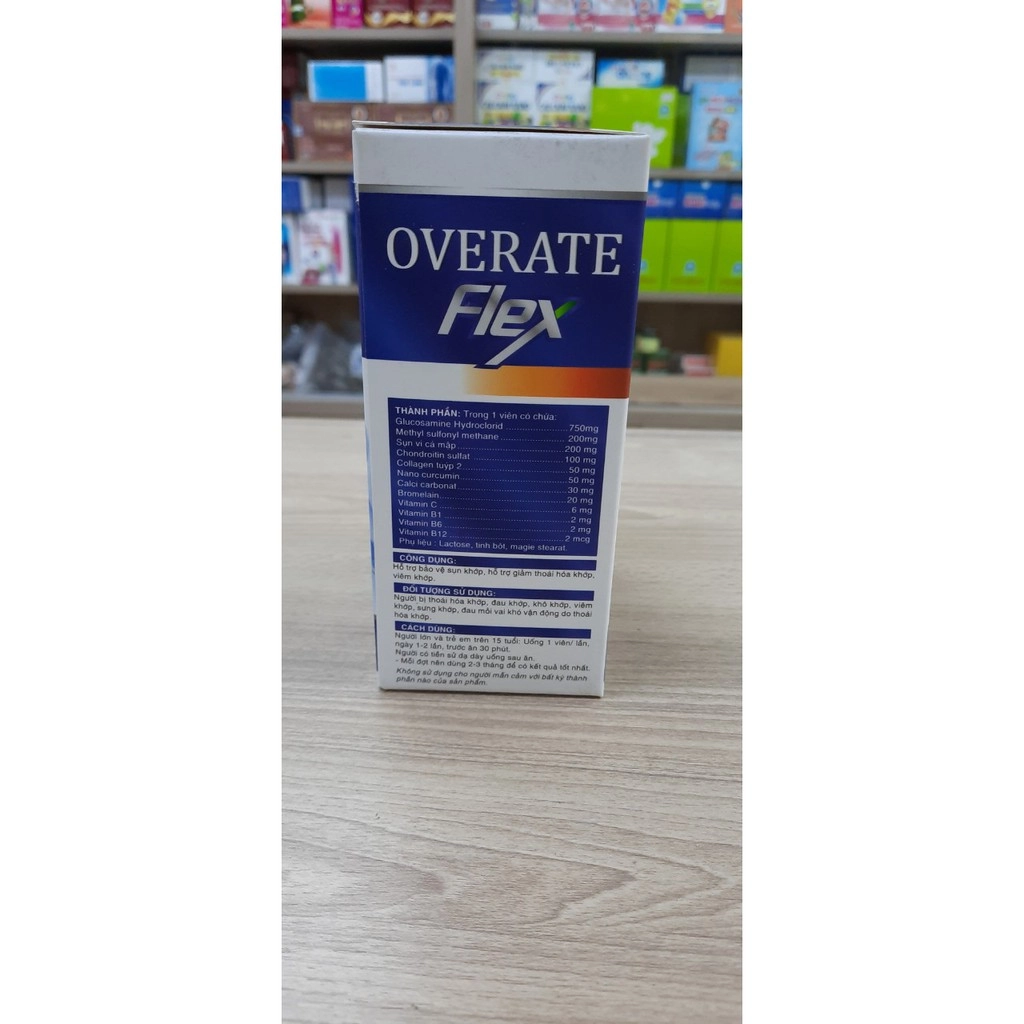 OVERATE
Flex
THÀNH PHẦN: Trong 1 viên có chứa:
Glucosamine Hydroclorid 750mg
Methyl sulfonyl methane 200mg
Sụn vi cá mập 200 mg
Chondroitin sulfat 100 mg
Collagen tuýp 2 50 mg
Nano curcumin 50 mg
Calci carbonat 30 mg
Bromelain 20 mg
Vitamin C 6 mg
Vitamin B1 2 mg
Vitamin B6 2 mg
Vitamin B12 2 mcg
Phụ liệu : Lactose, tinh bột, magie stearat.
CÔNG DỤNG:
Hỗ trợ bảo vệ sụn khớp, hỗ trợ giảm thoái hóa khớp,
viêm khớp.
ĐỐI TƯỢNG SỬ DỤNG:
Người bị thoái hóa khớp, đau khớp, khô khớp, viêm
khớp, sưng khớp, đau mỏi vai khó vận động do thoái
hóa khớp.
CÁCH DÙNG:
Người lớn và trẻ em trên 15 tuổi: Uống 1 viên/ lần,
ngày 1-2 lần, trước ăn 30 phút.
Người có tiền sử dạ dày uống sau ăn.
- Mỗi đợt nên dùng 2-3 tháng để có kết quả tốt nhất.
Không sử dụng cho người mẫn cảm với bất kỳ thành
phần nào của sản phẩm.